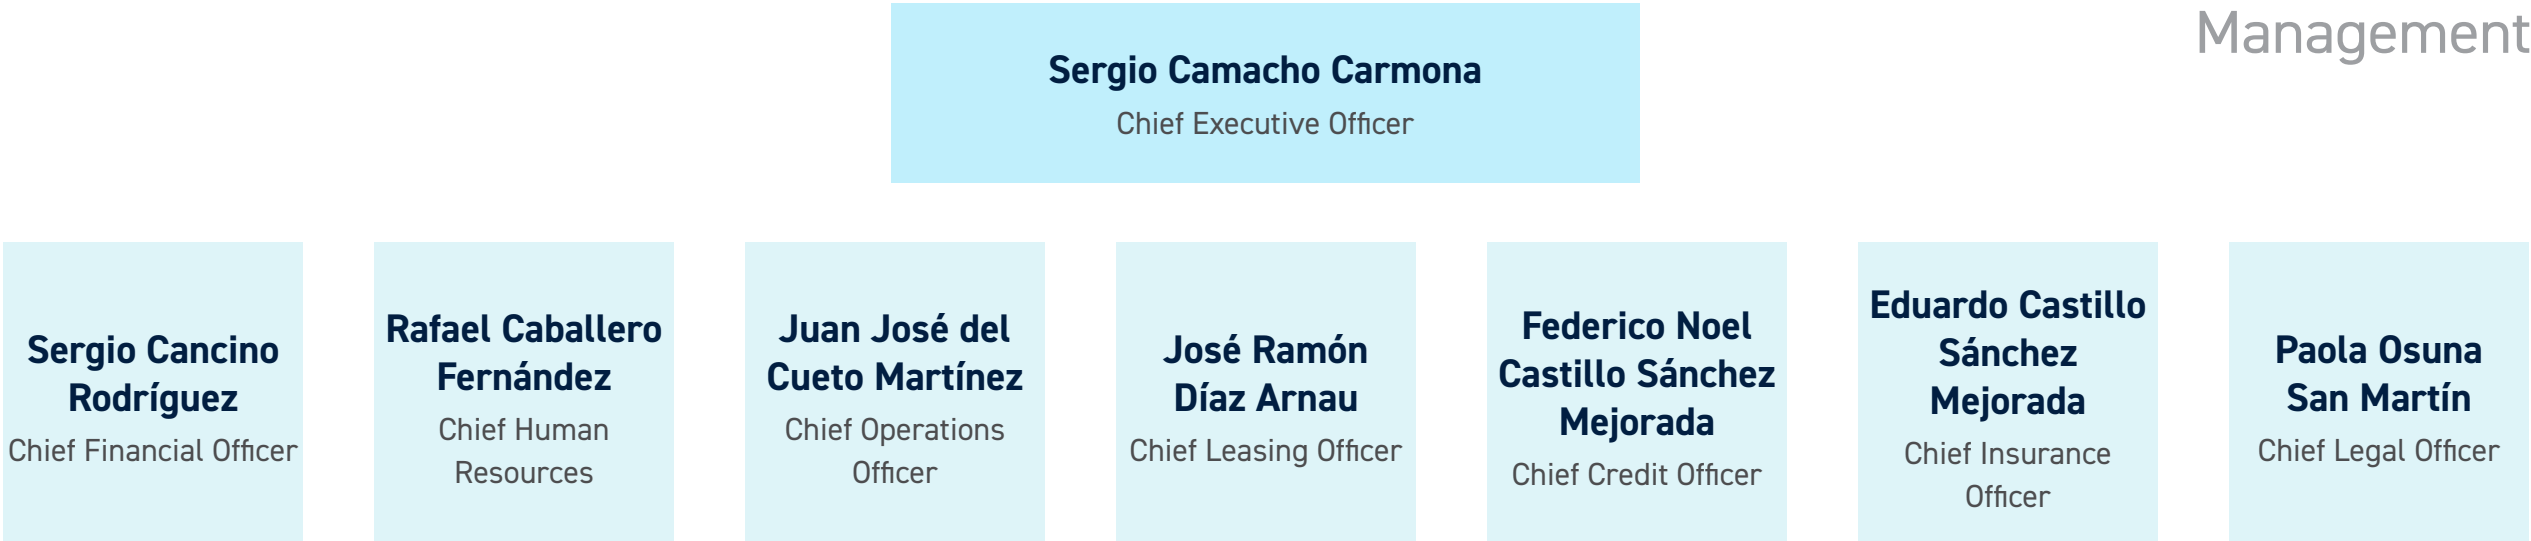 Management
Sergio Camacho Carmona
Chief Executive Officer
Sergio Cancino
Rodríguez
Chief Financial Officer
Rafael Caballero
Fernández
Chief Human
Resources
Juan José del
Cueto Martínez
Chief Operations
Officer
José Ramón
Díaz Arnau
Chief Leasing Officer
Federico Noel
Castillo Sánchez
Mejorada
Chief Credit Officer
Eduardo Castillo
Sánchez
Mejorada
Chief Insurance
Officer
Paola Osuna
San Martín
Chief Legal Officer